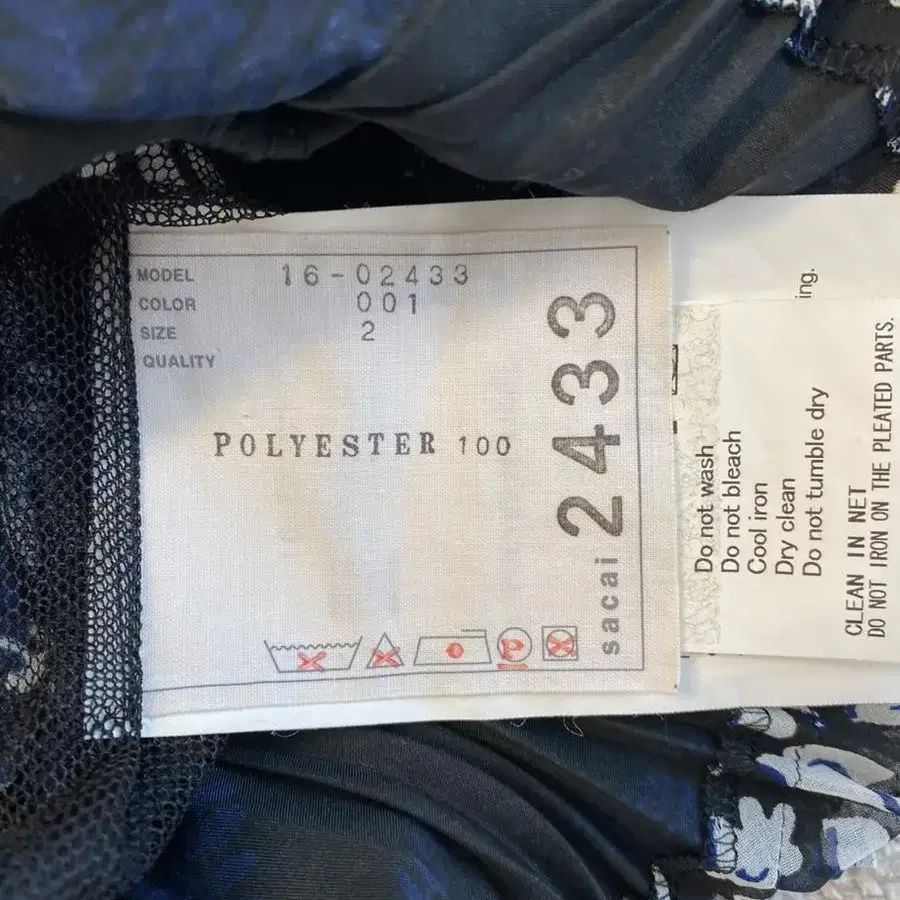 MODEL 16-02433
COLOR 001
SIZE 2
QUALITY
POLYESTER 100
sacai 2433
ing.
Do not wash
Do not bleach
Cool iron
Dry clean
Do not tumble dry
CLEAN IN NET
DO NOT IRON ON THE PLEATED PARTS.